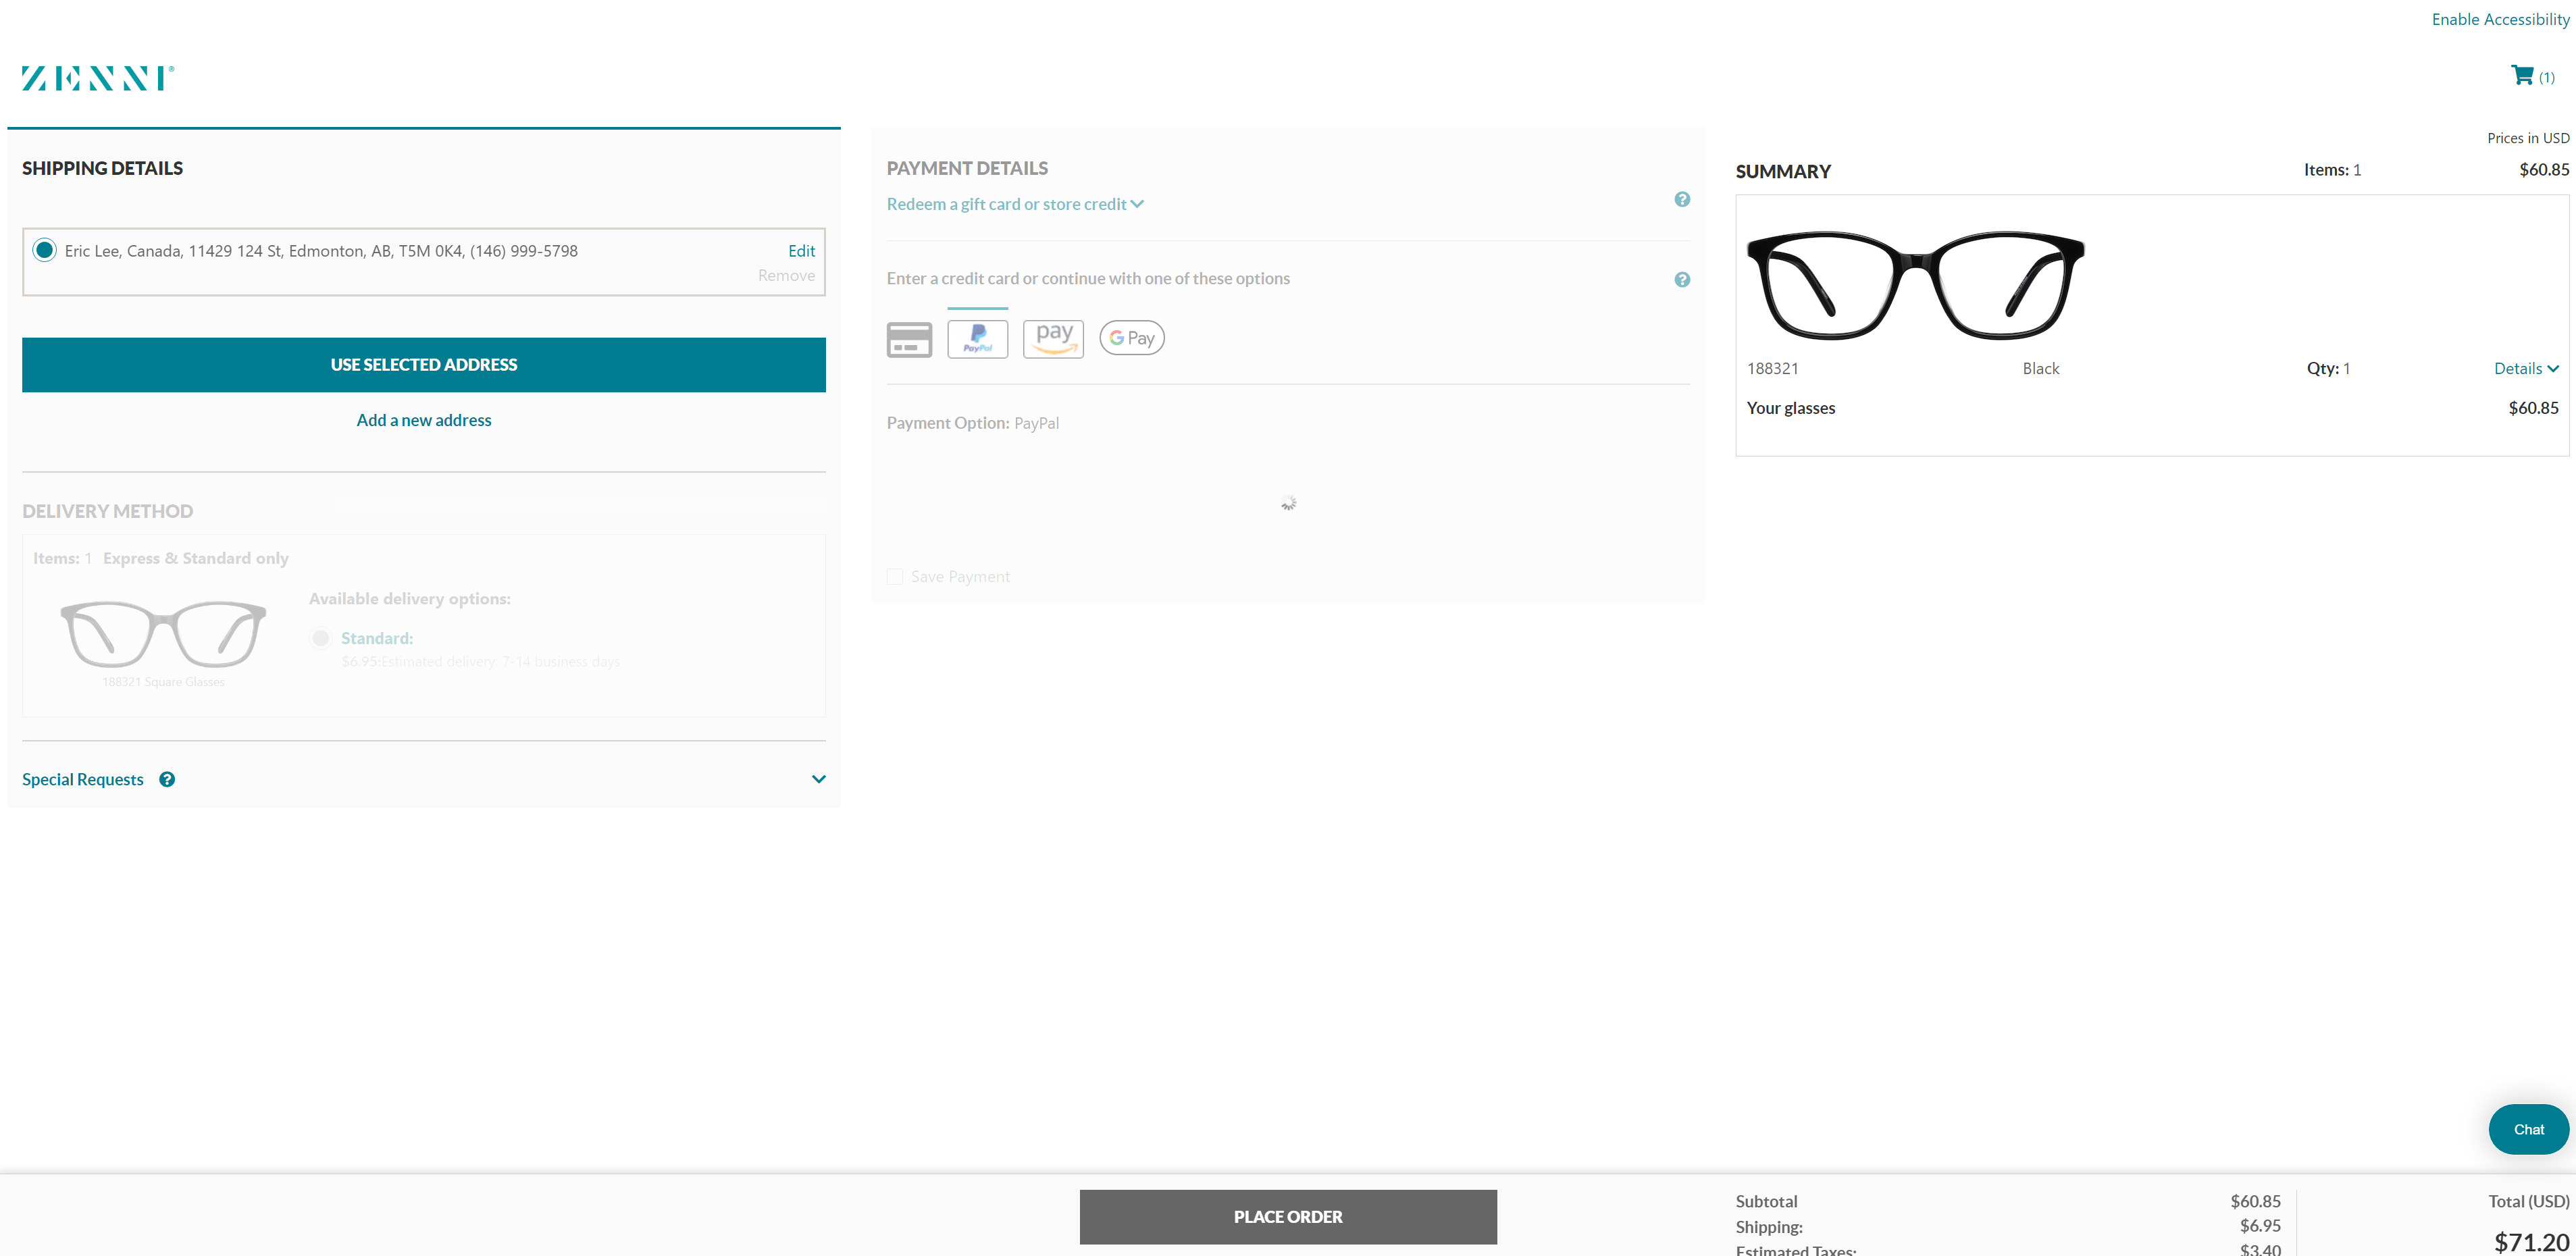 Enable Accessibility
ZENNI®
(1)
Prices in USD
SHIPPING DETAILS
Eric Lee, Canada, 11429 124 St, Edmonton, AB, T5M 0K4, (146) 999-5798
Edit
Remove
USE SELECTED ADDRESS
Add a new address
DELIVERY METHOD
Items: 1 Express & Standard only
Available delivery options:
Standard:
$6.95:Estimated delivery: 7-14 business days
188321 Square Glasses
Special Requests ?
PAYMENT DETAILS
Redeem a gift card or store credit ?
Enter a credit card or continue with one of these options ?
PayPal
pay
G Pay
Payment Option: PayPal
Save Payment
SUMMARY Items: 1 $60.85
188321 Black Qty: 1 Details
Your glasses $60.85
Chat
PLACE ORDER
Subtotal $60.85
Shipping: $6.95
Estimated Taxes: $3.40
Total (USD)
$71.20